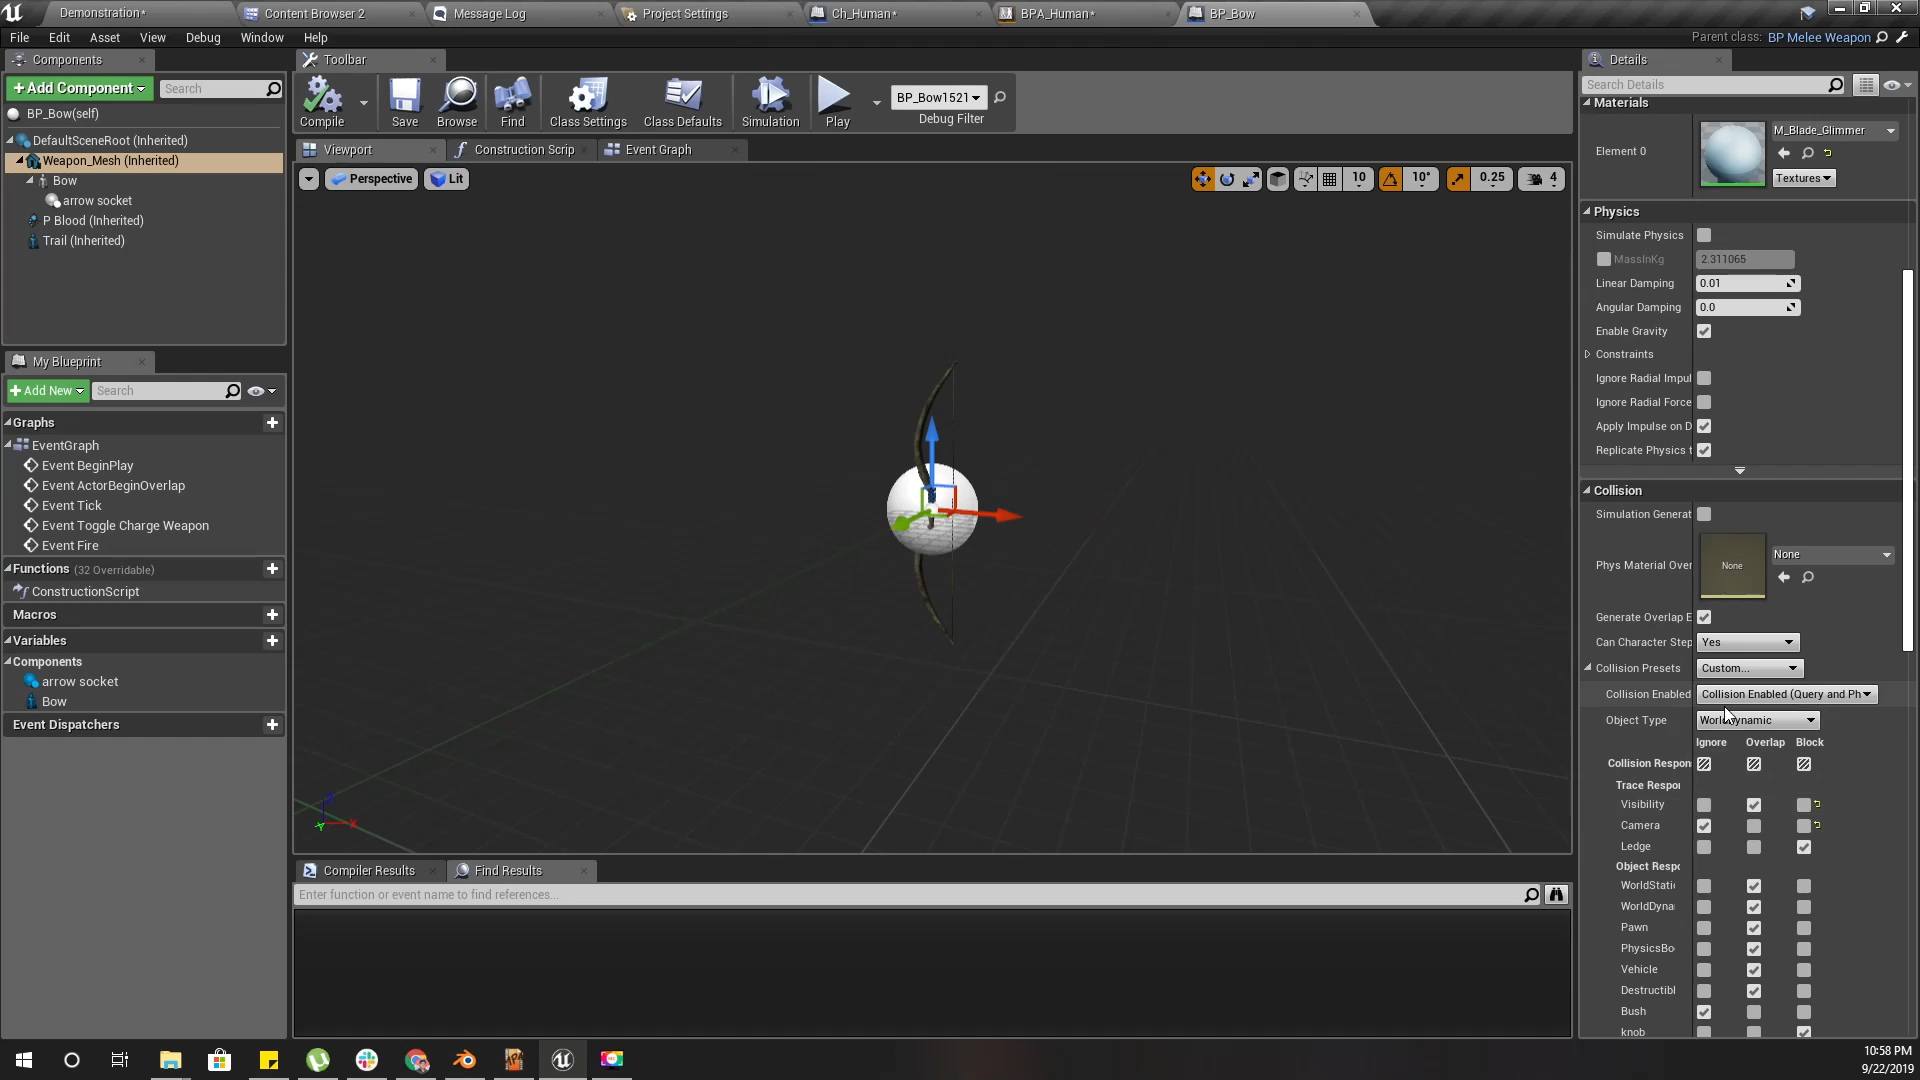 Demonstration*
Content Browser 2
Message Log
Project Settings
Ch_Human*
BPA_Human*
BP_Bow
File Edit Asset View Debug Window Help
Parent class: BP Melee Weapon
Components
Add Component
Search
BP_Bow(self)
DefaultSceneRoot (Inherited)
Weapon_Mesh (Inherited)
Bow
arrow socket
P Blood (Inherited)
Trail (Inherited)
My Blueprint
Add New
Search
Graphs
EventGraph
Event BeginPlay
Event ActorBeginOverlap
Event Tick
Event Toggle Charge Weapon
Event Fire
Functions (32 Overridable)
ConstructionScript
Macros
Variables
Components
arrow socket
Bow
Event Dispatchers
Toolbar
Compile
Save
Browse
Find
Class Settings
Class Defaults
Simulation
Play
BP_Bow1521
Debug Filter
Viewport
Construction Scrip
Event Graph
Perspective
Lit
10
10°
0.25
4
Compiler Results
Find Results
Enter function or event name to find references...
Details
Search Details
Materials
Element 0
M_Blade_Glimmer
Textures
Physics
Simulate Physics
MassInKg 2.311065
Linear Damping 0.01
Angular Damping 0.0
Enable Gravity
Constraints
Ignore Radial Impul
Ignore Radial Force
Apply Impulse on D
Replicate Physics t
Collision
Simulation Generat
Phys Material Over
None
None
Generate Overlap E
Can Character Step Yes
Collision Presets Custom...
Collision Enabled Collision Enabled (Query and Ph
Object Type WorldDynamic
Ignore Overlap Block
Collision Respon
Trace Respo
Visibility
Camera
Ledge
Object Respo
WorldStati
WorldDyna
Pawn
PhysicsBo
Vehicle
Destructibl
Bush
knob
10:58 PM
9/22/2019